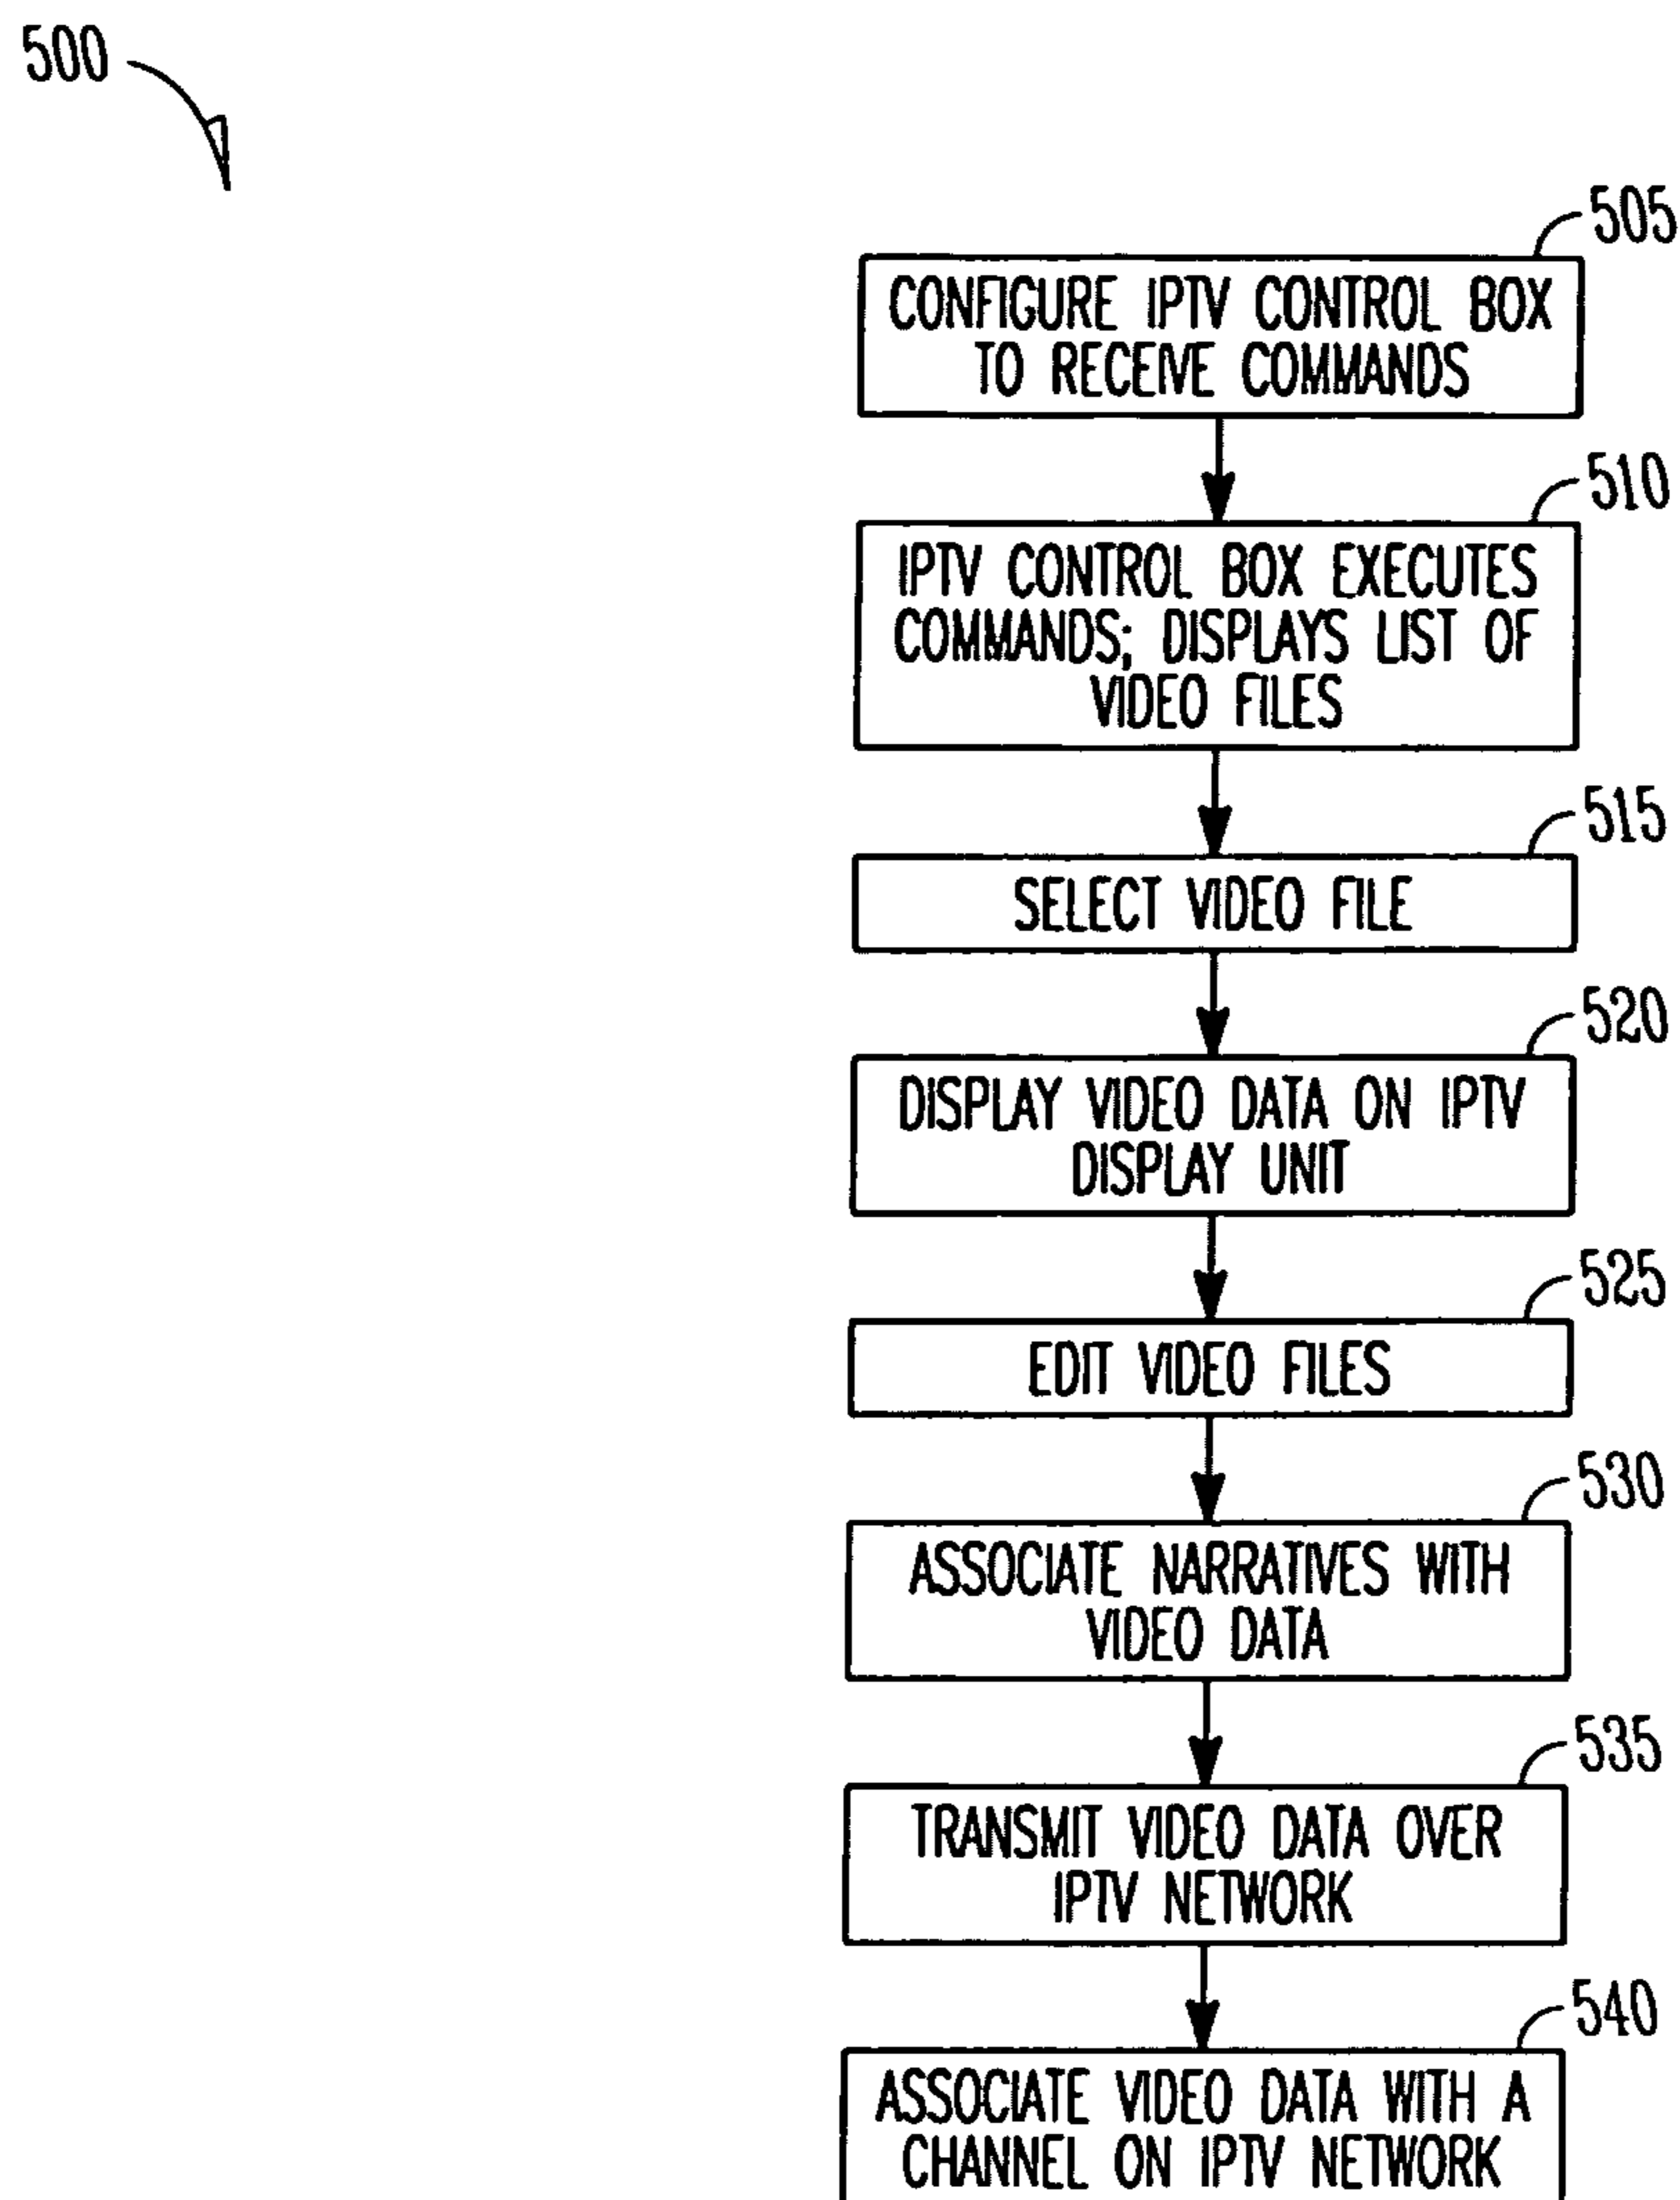 500
505
CONFIGURE IPTV CONTROL BOX
TO RECEIVE COMMANDS
510
IPTV CONTROL BOX EXECUTES
COMMANDS; DISPLAYS LIST OF
VIDEO FILES
515
SELECT VIDEO FILE
520
DISPLAY VIDEO DATA ON IPTV
DISPLAY UNIT
525
EDIT VIDEO FILES
530
ASSOCIATE NARRATIVES WITH
VIDEO DATA
535
TRANSMIT VIDEO DATA OVER
IPTV NETWORK
540
ASSOCIATE VIDEO DATA WITH A
CHANNEL ON IPTV NETWORK